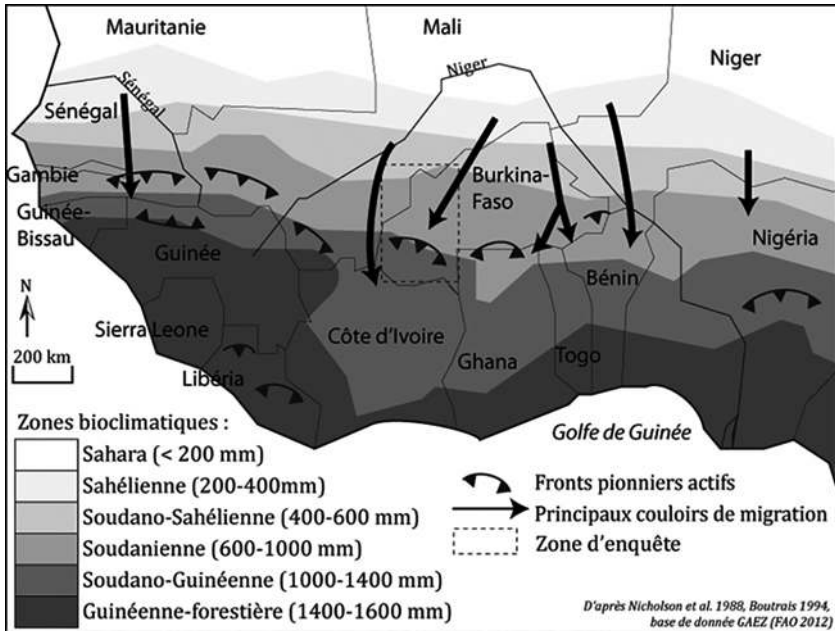 Mauritanie
Mali
Niger
Sénégal
Niger
Sénégal
Gambie
Burkina-
Faso
Guinée-
Bissau
Guinée
Nigéria
Bénin
N
Sierra Leone
Côte d'Ivoire
200 km
Ghana
Togo
Libéria
Golfe de Guinée
Zones bioclimatiques :
Sahara (< 200 mm)
Sahélienne (200-400mm)
Soudano-Sahélienne (400-600 mm)
Soudanienne (600-1000 mm)
Soudano-Guinéenne (1000-1400 mm)
Guinéenne-forestière (1400-1600 mm)
Fronts pionniers actifs
Principaux couloirs de migration
Zone d'enquête
D'après Nicholson et al. 1988, Boutrais 1994,
base de donnée GAEZ (FAO 2012)